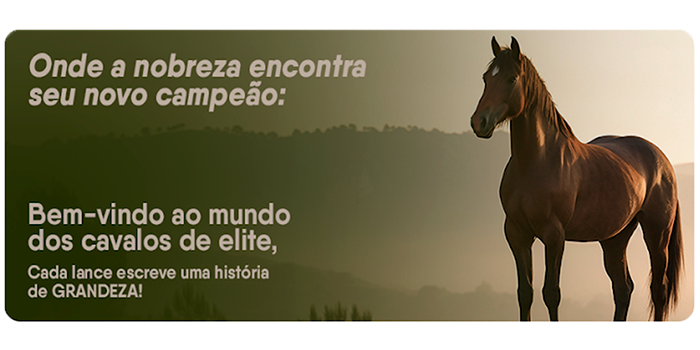 Onde a nobreza encontra
seu novo campeão:
Bem-vindo ao mundo
dos cavalos de elite,
Cada lance escreve uma história
de GRANDEZA!